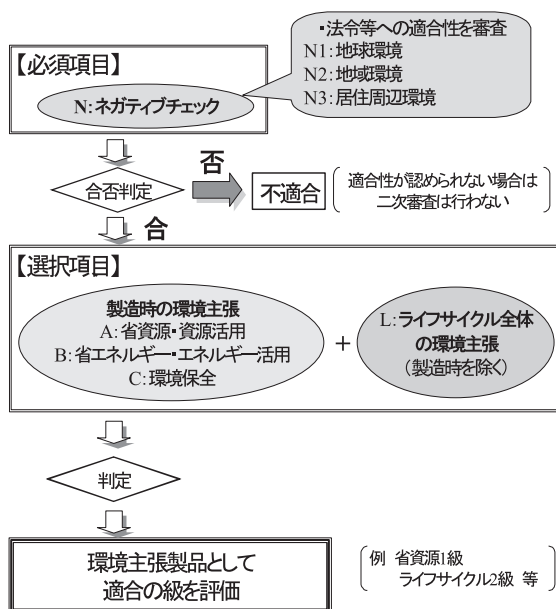 ・法令等への適合性を審査
N1:地球環境
N2:地域環境
N3:居住周辺環境
【必須項目】
N:ネガティブチェック
否
合否判定
不適合
適合性が認められない場合は
二次審査は行わない
合
【選択項目】
製造時の環境主張
A:省資源・資源活用
B:省エネルギー・エネルギー活用
C:環境保全
+
L:ライフサイクル全体
の環境主張
(製造時を除く)
判定
環境主張製品として
適合の級を評価
例 省資源1級
ライフサイクル2級 等